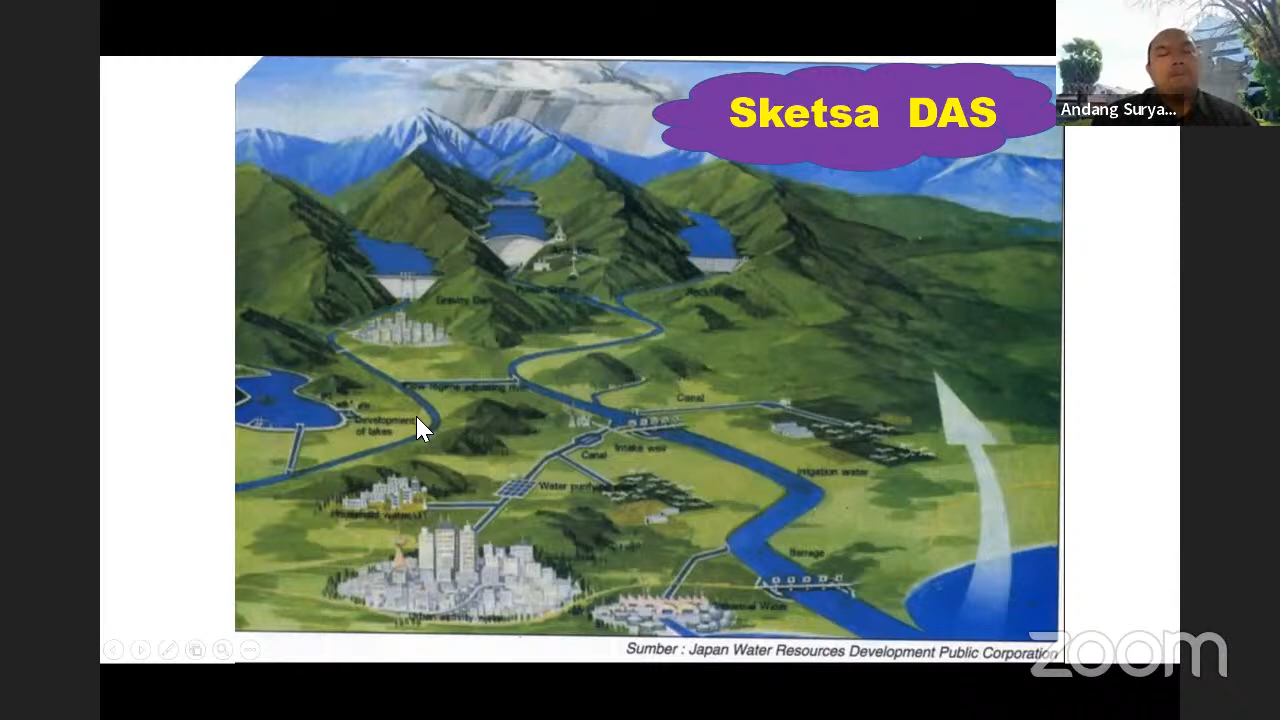 Sketsa DAS
Andang Surya...
Gravity Dam
Development
of lakes
Canal
Canal
Intake weir
Irrigation water
Water
Barrage
Water
Sumber : Japan Water Resources Development Public Corporation
zoom